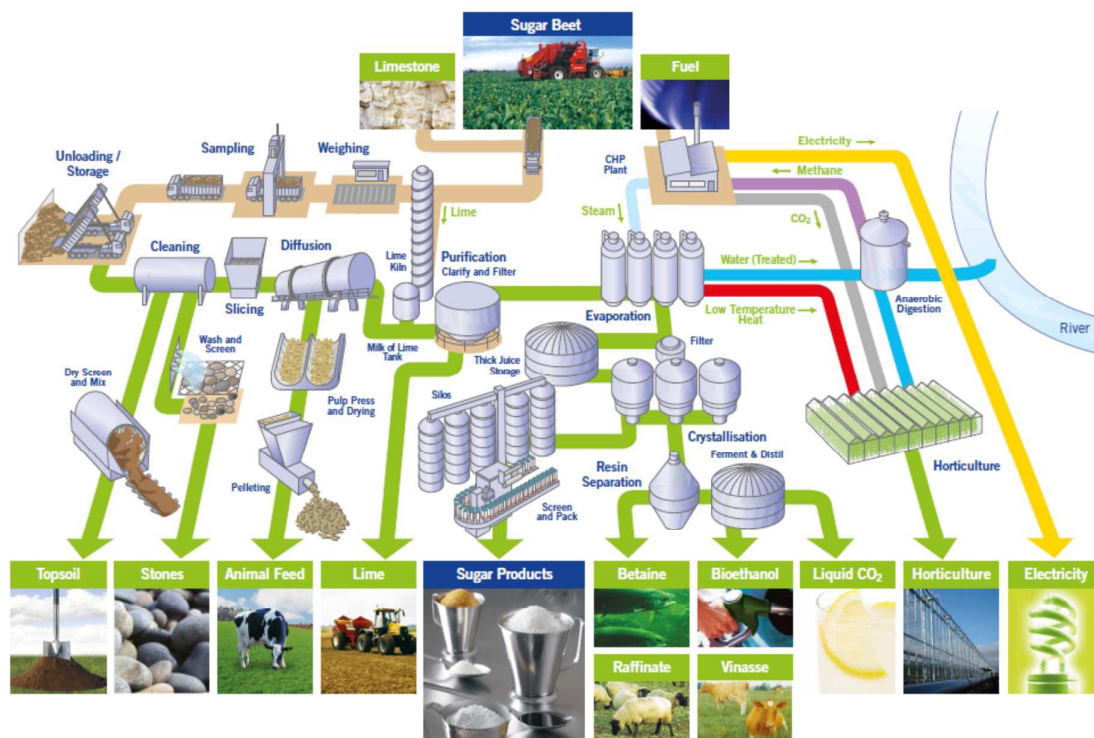 Sugar Beet
Limestone
Fuel
Unloading /
Storage
Sampling
Weighing
CHP
Plant
Electricity
Methane
Lime
Steam
CO₂
Cleaning
Slicing
Diffusion
Lime
Kiln
Purification
Clarify and Filter
Evaporation
Water (Treated)
Low Temperature
Heat
Anaerobic
Digestion
River
Milk of Lime
Tank
Thick Juice
Storage
Filter
Wash and
Screen
Dry Screen
and Mix
Pulp Press
and Drying
Silos
Crystallisation
Ferment & Distil
Resin
Separation
Horticulture
Pelleting
Screen
and Pack
Topsoil
Stones
Animal Feed
Lime
Sugar Products
Betaine
Bioethanol
Liquid CO₂
Horticulture
Electricity
Raffinate
Vinasse